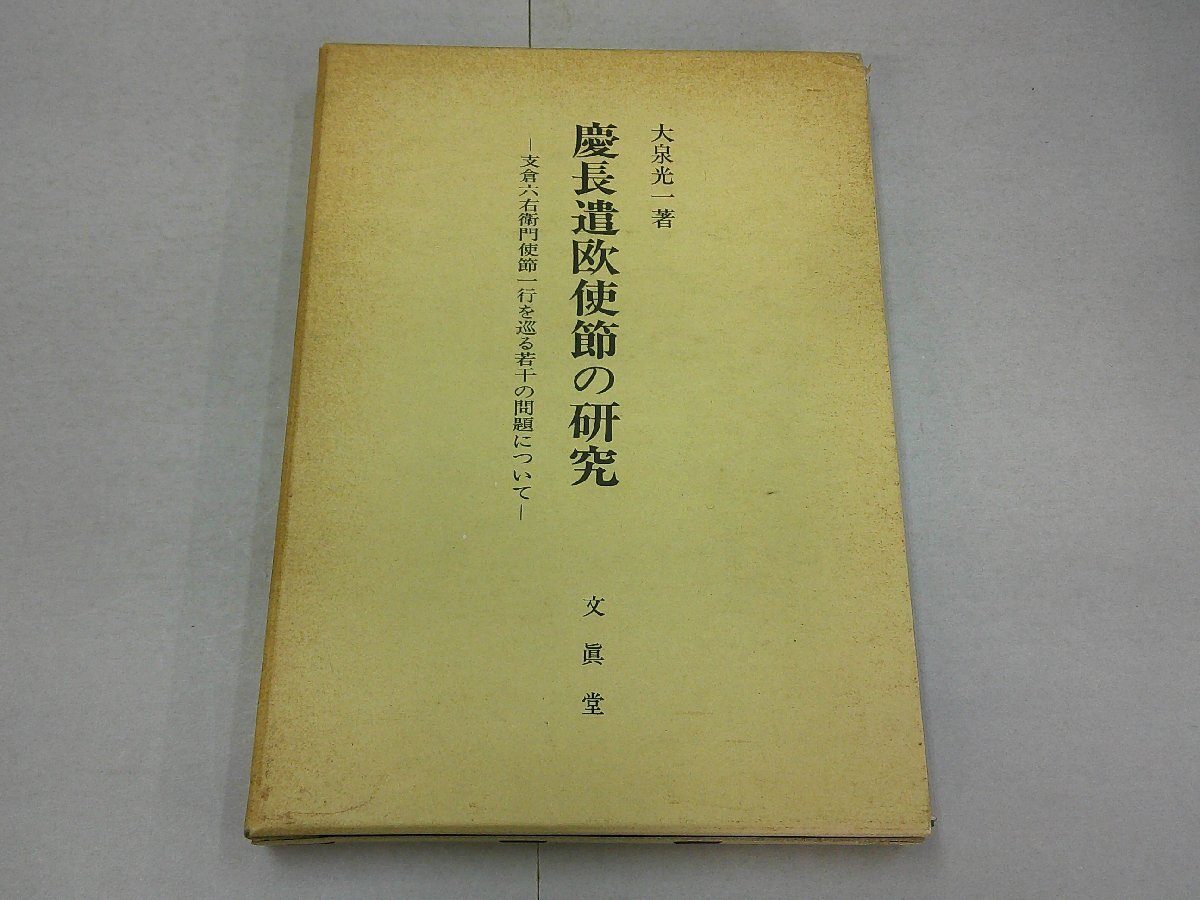 大泉光一著
慶長遣欧使節の研究
―支倉六右衛門使節一行を巡る若干の問題について―
文眞堂